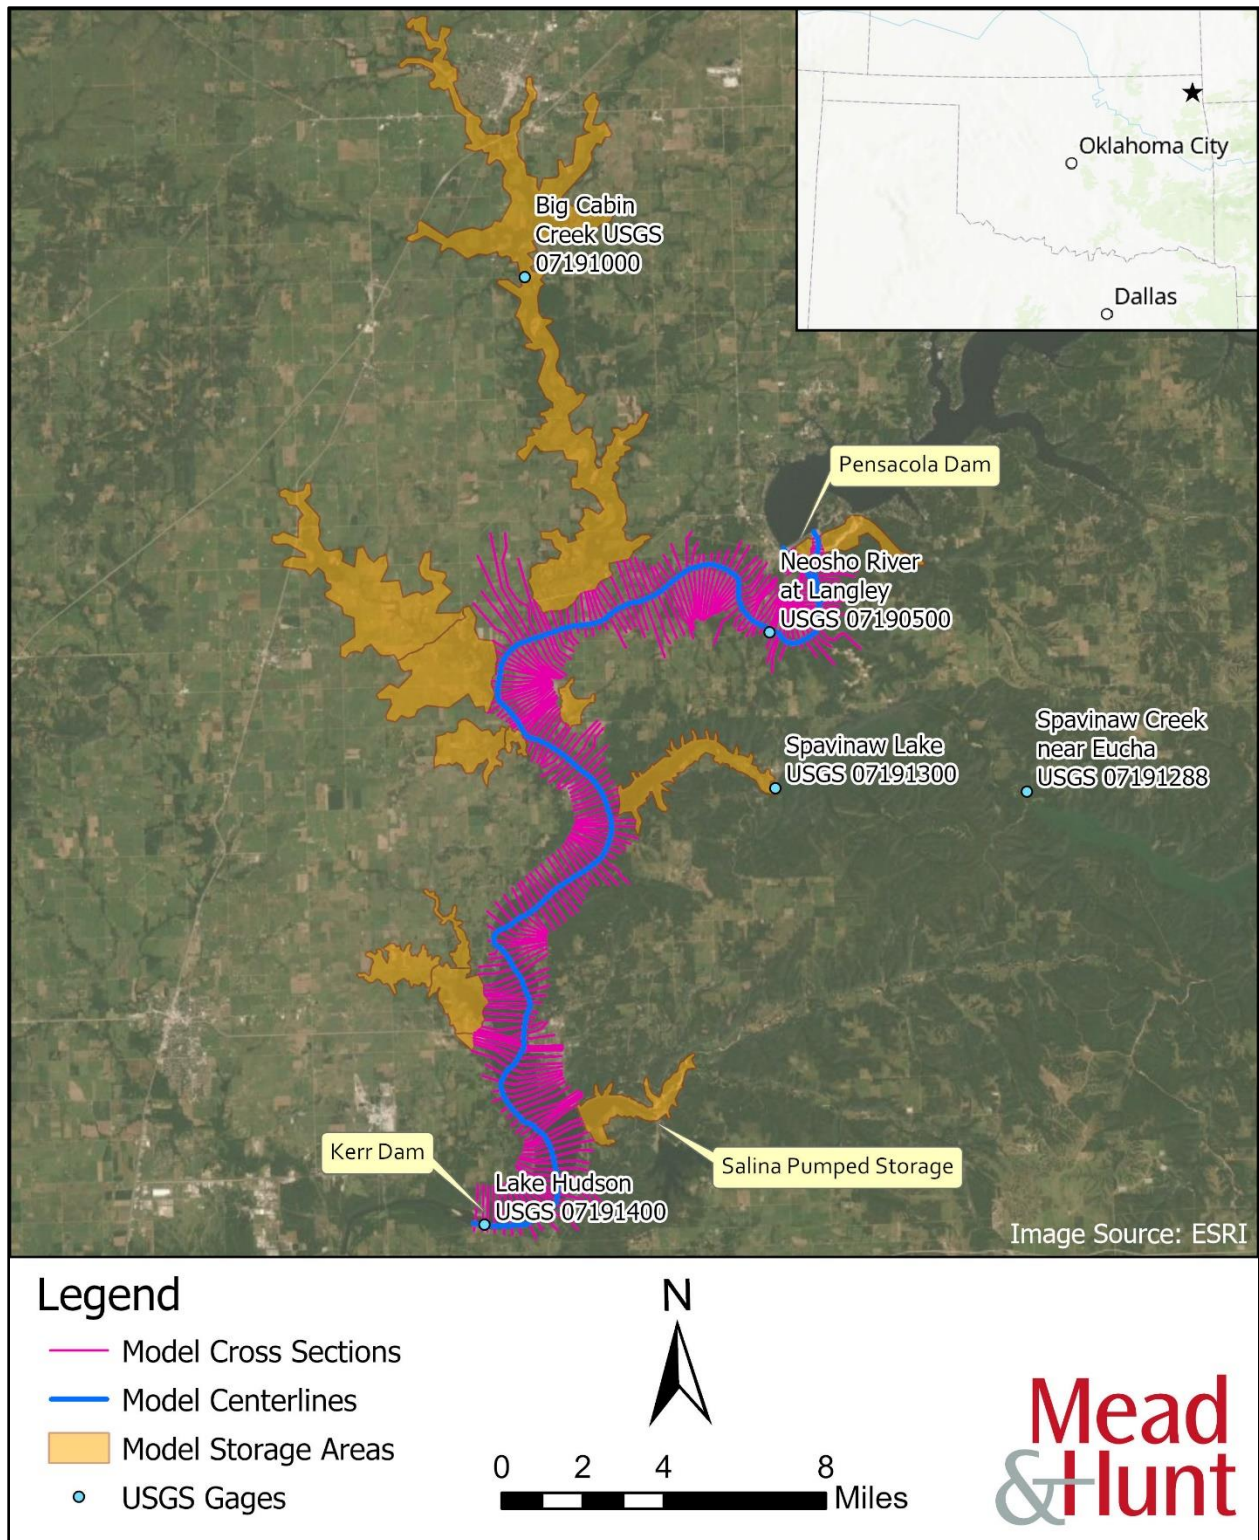 Oklahoma City
Dallas
Big Cabin
Creek USGS
07191000
Pensacola Dam
Neosho River
at Langley
USGS 07190500
Spavinaw Creek
near Eucha
USGS 07191288
Spavinaw Lake
USGS 07191300
Kerr Dam
Salina Pumped Storage
Lake Hudson
USGS 07191400
Image Source: ESRI
Legend
Model Cross Sections
Model Centerlines
Model Storage Areas
USGS Gages
N
0 2 4 8
Miles
Mead
&Hunt